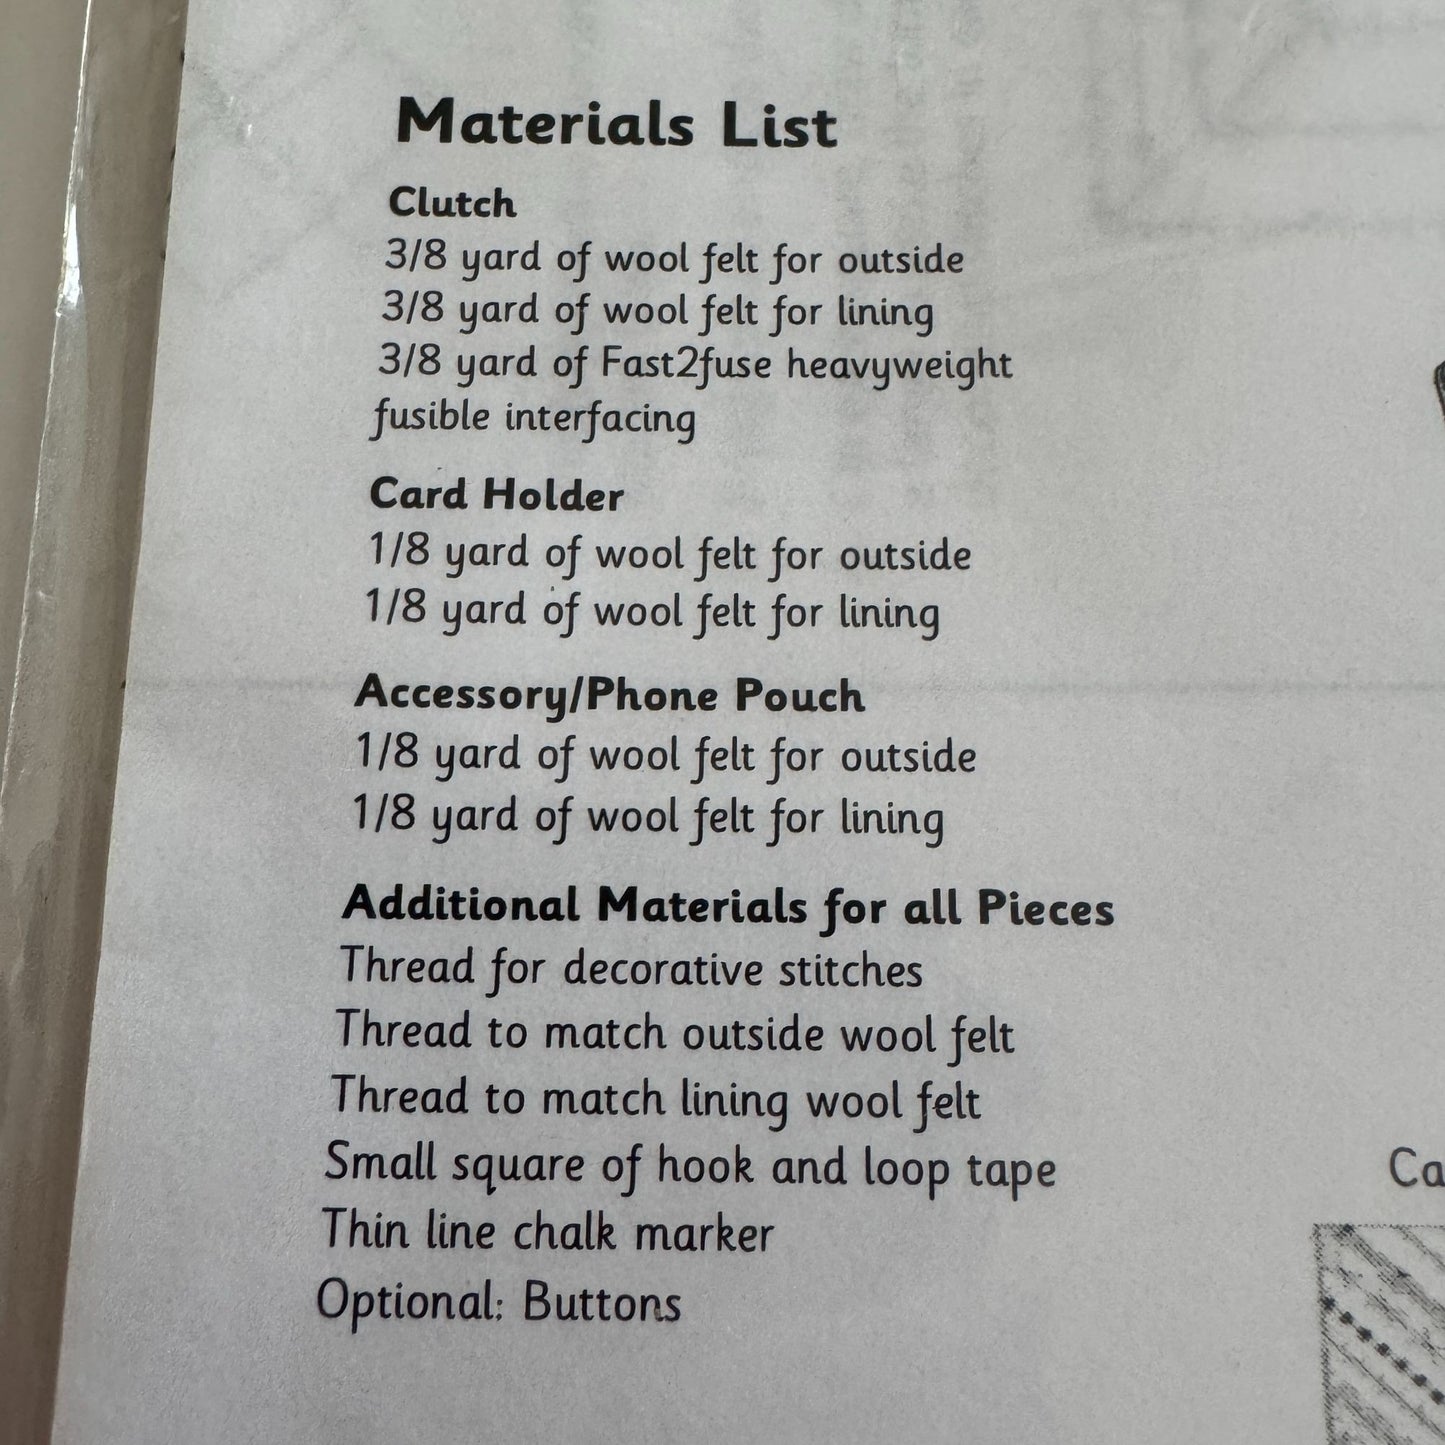 Materials List
Clutch
3/8 yard of wool felt for outside
3/8 yard of wool felt for lining
3/8 yard of Fast2fuse heavyweight
fusible interfacing
Card Holder
1/8 yard of wool felt for outside
1/8 yard of wool felt for lining
Accessory/Phone Pouch
1/8 yard of wool felt for outside
1/8 yard of wool felt for lining
Additional Materials for all Pieces
Thread for decorative stitches
Thread to match outside wool felt
Thread to match lining wool felt
Small square of hook and loop tape
Thin line chalk marker
Optional: Buttons